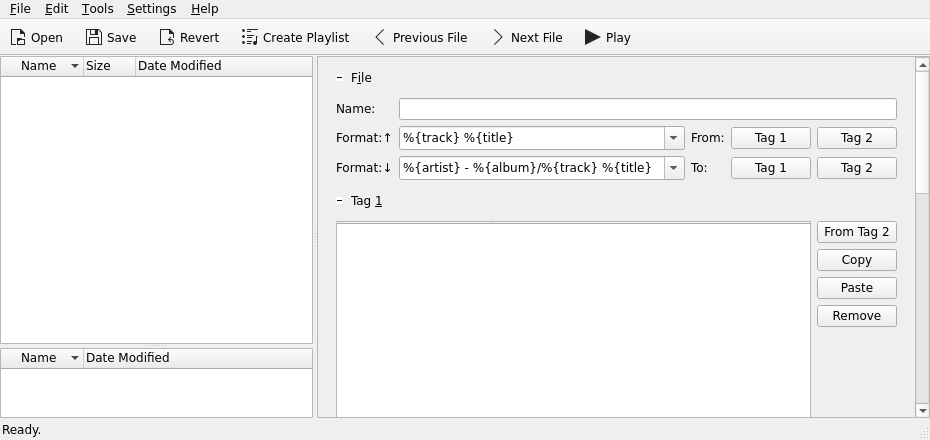 File Edit Tools Settings Help
Open Save Revert Create Playlist Previous File Next File Play
Name Size Date Modified
File
Name:
Format:↑ %{track} %{title} From: Tag 1 Tag 2
Format:↓ %{artist} - %{album}/%{track} %{title} To: Tag 1 Tag 2
Tag 1
From Tag 2
Copy
Paste
Remove
Name Date Modified
Ready.